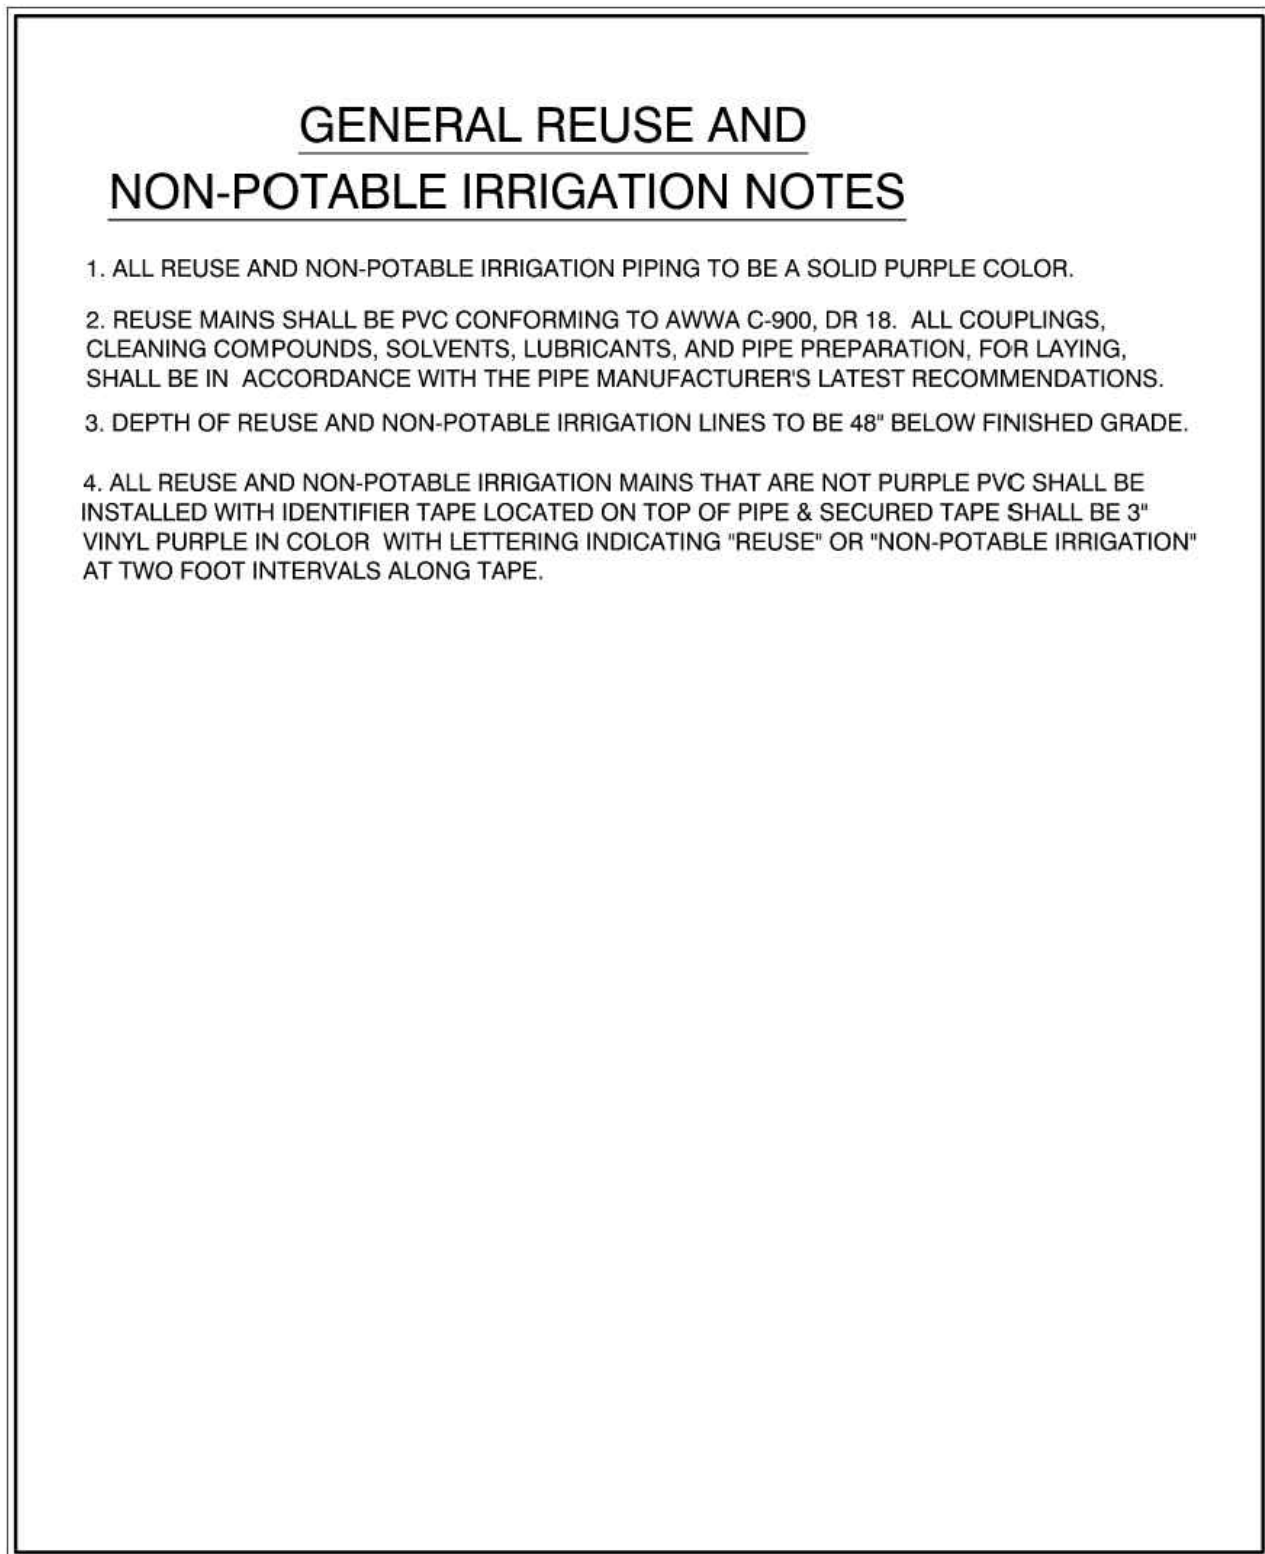 GENERAL REUSE AND
NON-POTABLE IRRIGATION NOTES
1. ALL REUSE AND NON-POTABLE IRRIGATION PIPING TO BE A SOLID PURPLE COLOR.
2. REUSE MAINS SHALL BE PVC CONFORMING TO AWWA C-900, DR 18.  ALL COUPLINGS,
CLEANING COMPOUNDS, SOLVENTS, LUBRICANTS, AND PIPE PREPARATION, FOR LAYING,
SHALL BE IN  ACCORDANCE WITH THE PIPE MANUFACTURER'S LATEST RECOMMENDATIONS.
3. DEPTH OF REUSE AND NON-POTABLE IRRIGATION LINES TO BE 48" BELOW FINISHED GRADE.
4. ALL REUSE AND NON-POTABLE IRRIGATION MAINS THAT ARE NOT PURPLE PVC SHALL BE
INSTALLED WITH IDENTIFIER TAPE LOCATED ON TOP OF PIPE & SECURED TAPE SHALL BE 3"
VINYL PURPLE IN COLOR  WITH LETTERING INDICATING "REUSE" OR "NON-POTABLE IRRIGATION"
AT TWO FOOT INTERVALS ALONG TAPE.